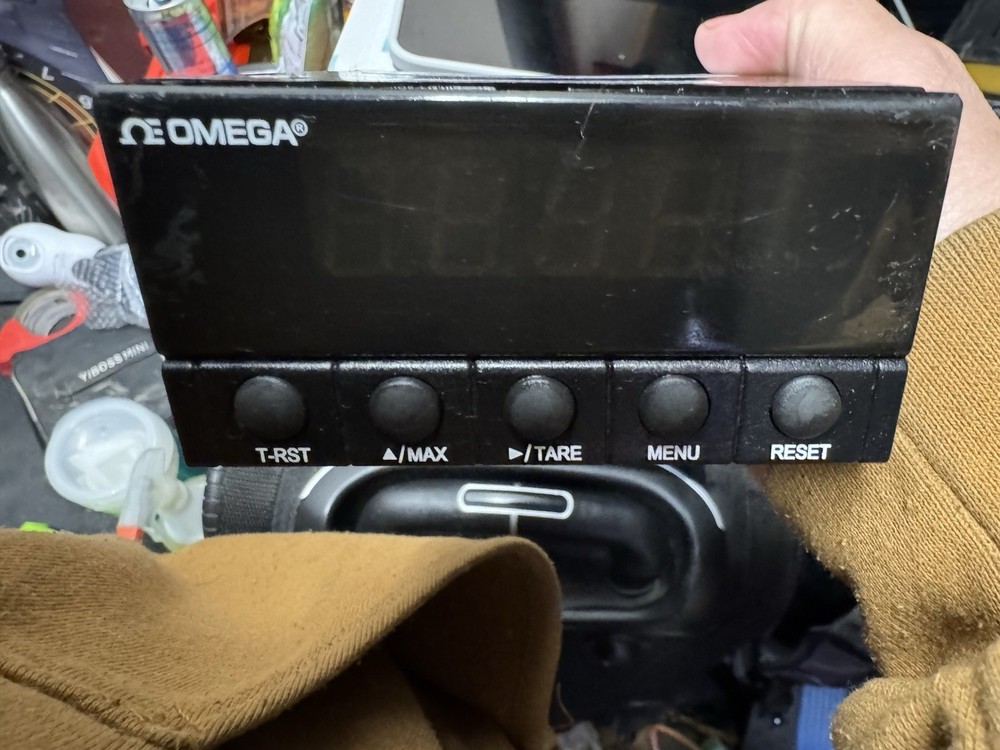 ΩE OMEGA®
T-RST
▲/MAX
▶/TARE
MENU
RESET
L